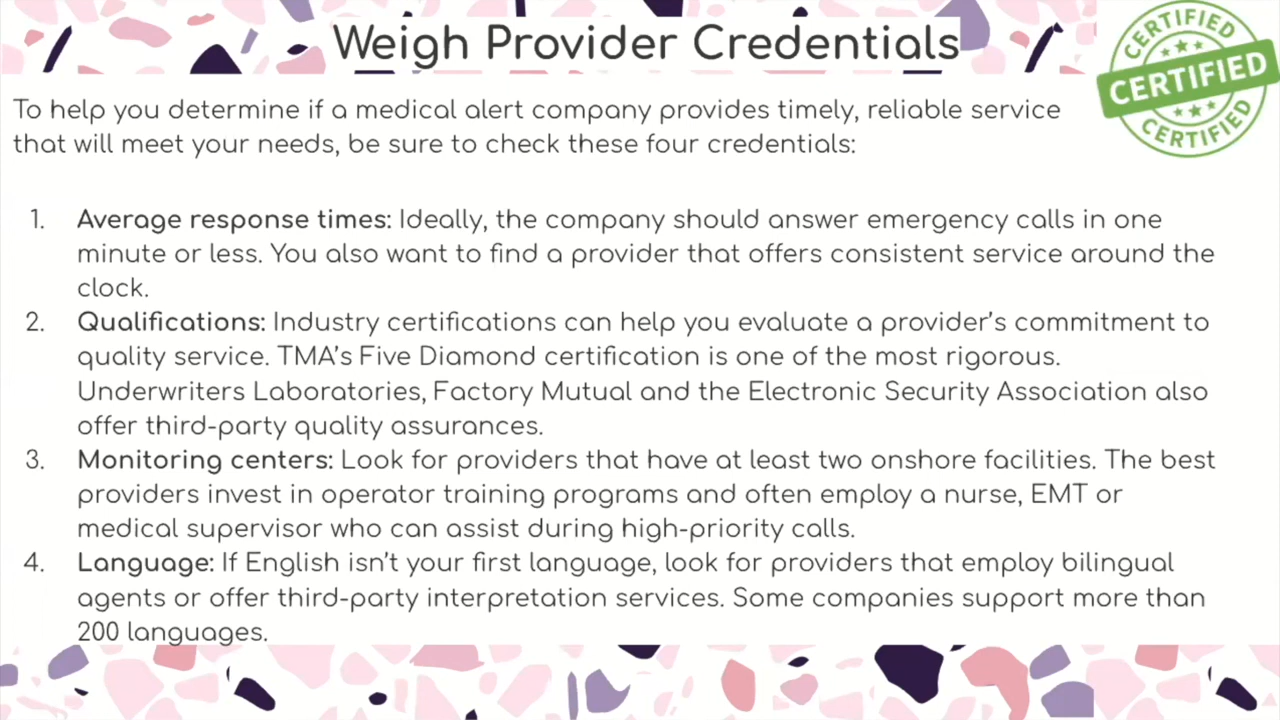 Weigh Provider Credentials
CERTIFIED
CERTIFIED
CERTIFIED
To help you determine if a medical alert company provides timely, reliable service
that will meet your needs, be sure to check these four credentials:
1. Average response times: Ideally, the company should answer emergency calls in one
minute or less. You also want to find a provider that offers consistent service around the
clock.
2. Qualifications: Industry certifications can help you evaluate a provider's commitment to
quality service. TMA's Five Diamond certification is one of the most rigorous.
Underwriters Laboratories, Factory Mutual and the Electronic Security Association also
offer third-party quality assurances.
3. Monitoring centers: Look for providers that have at least two onshore facilities. The best
providers invest in operator training programs and often employ a nurse, EMT or
medical supervisor who can assist during high-priority calls.
4. Language: If English isn't your first language, look for providers that employ bilingual
agents or offer third-party interpretation services. Some companies support more than
200 languages.